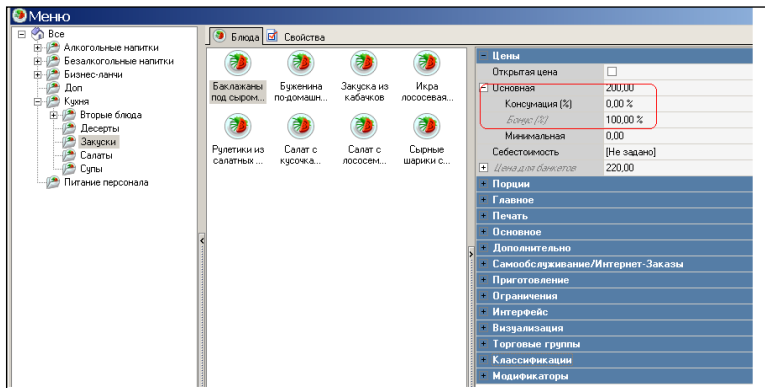 Меню
Все
Алкогольные напитки
Безалкогольные напитки
Бизнес-ланчи
Доп
Кухня
Вторые блюда
Десерты
Закуски
Салаты
Супы
Питание персонала
Блюда Свойства
Баклажаны под сыром...
Буженина по-домашн...
Закуска из кабачков
Икра лососевая...
Рулетики из салатных ...
Салат с кусочка...
Салат с лососем...
Сырные шарики с...
Цены
Открытая цена
Основная 200,00
Консумация (%) 0,00 %
Бонус (%) 100,00 %
Минимальная 0,00
Себестоимость [Не задано]
Цена для банкетов 220,00
Порции
Главное
Печать
Основное
Дополнительно
Самообслуживание/Интернет-Заказы
Приготовление
Ограничения
Интерфейс
Визуализация
Торговые группы
Классификации
Модификаторы